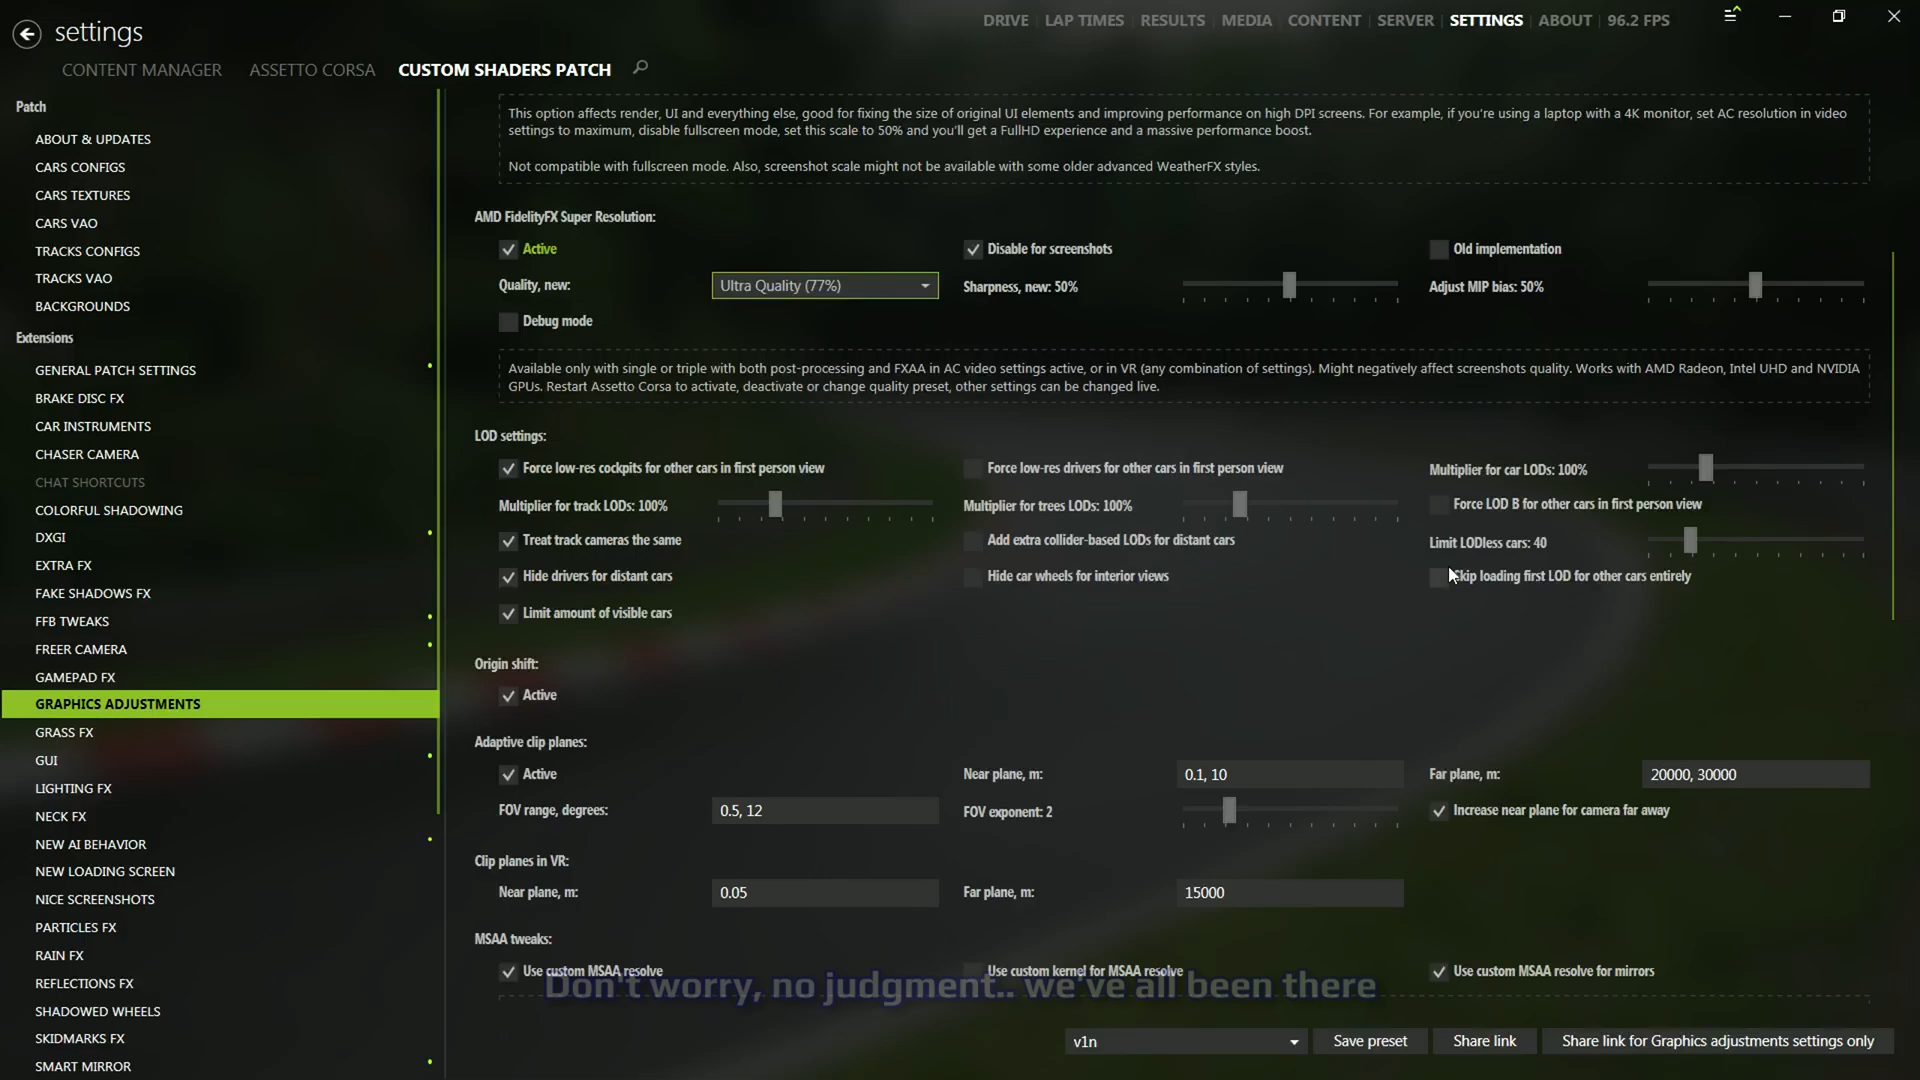 settings
DRIVE LAP TIMES RESULTS MEDIA CONTENT SERVER SETTINGS ABOUT 96.2 FPS
CONTENT MANAGER ASSETTO CORSA CUSTOM SHADERS PATCH
Patch
ABOUT & UPDATES
CARS CONFIGS
CARS TEXTURES
CARS VAO
TRACKS CONFIGS
TRACKS VAO
BACKGROUNDS
Extensions
GENERAL PATCH SETTINGS
BRAKE DISC FX
CAR INSTRUMENTS
CHASER CAMERA
CHAT SHORTCUTS
COLORFUL SHADOWING
DXGI
EXTRA FX
FAKE SHADOWS FX
FFB TWEAKS
FREER CAMERA
GAMEPAD FX
GRAPHICS ADJUSTMENTS
GRASS FX
GUI
LIGHTING FX
NECK FX
NEW AI BEHAVIOR
NEW LOADING SCREEN
NICE SCREENSHOTS
PARTICLES FX
RAIN FX
REFLECTIONS FX
SHADOWED WHEELS
SKIDMARKS FX
SMART MIRROR
This option affects render, UI and everything else, good for fixing the size of original UI elements and improving performance on high DPI screens. For example, if you're using a laptop with a 4K monitor, set AC resolution in video
settings to maximum, disable fullscreen mode, set this scale to 50% and you'll get a FullHD experience and a massive performance boost.
Not compatible with fullscreen mode. Also, screenshot scale might not be available with some older advanced WeatherFX styles.
AMD FidelityFX Super Resolution:
Active Disable for screenshots Old implementation
Quality, new: Ultra Quality (77%) Sharpness, new: 50% Adjust MIP bias: 50%
Debug mode
Available only with single or triple with both post-processing and FXAA in AC video settings active, or in VR (any combination of settings). Might negatively affect screenshots quality. Works with AMD Radeon, Intel UHD and NVIDIA
GPUs. Restart Assetto Corsa to activate, deactivate or change quality preset, other settings can be changed live.
LOD settings:
Force low-res cockpits for other cars in first person view Force low-res drivers for other cars in first person view Multiplier for car LODs: 100%
Multiplier for track LODs: 100% Multiplier for trees LODs: 100% Force LOD B for other cars in first person view
Treat track cameras the same Add extra collider-based LODs for distant cars Limit LODless cars: 40
Hide drivers for distant cars Hide car wheels for interior views Skip loading first LOD for other cars entirely
Limit amount of visible cars
Origin shift:
Active
Adaptive clip planes:
Active Near plane, m: 0.1, 10 Far plane, m: 20000, 30000
FOV range, degrees: 0.5, 12 FOV exponent: 2 Increase near plane for camera far away
Clip planes in VR:
Near plane, m: 0.05 Far plane, m: 15000
MSAA tweaks:
Use custom MSAA resolve Use custom kernel for MSAA resolve Use custom MSAA resolve for mirrors
Don't worry, no judgment.. we've all been there
v1n Save preset Share link Share link for Graphics adjustments settings only